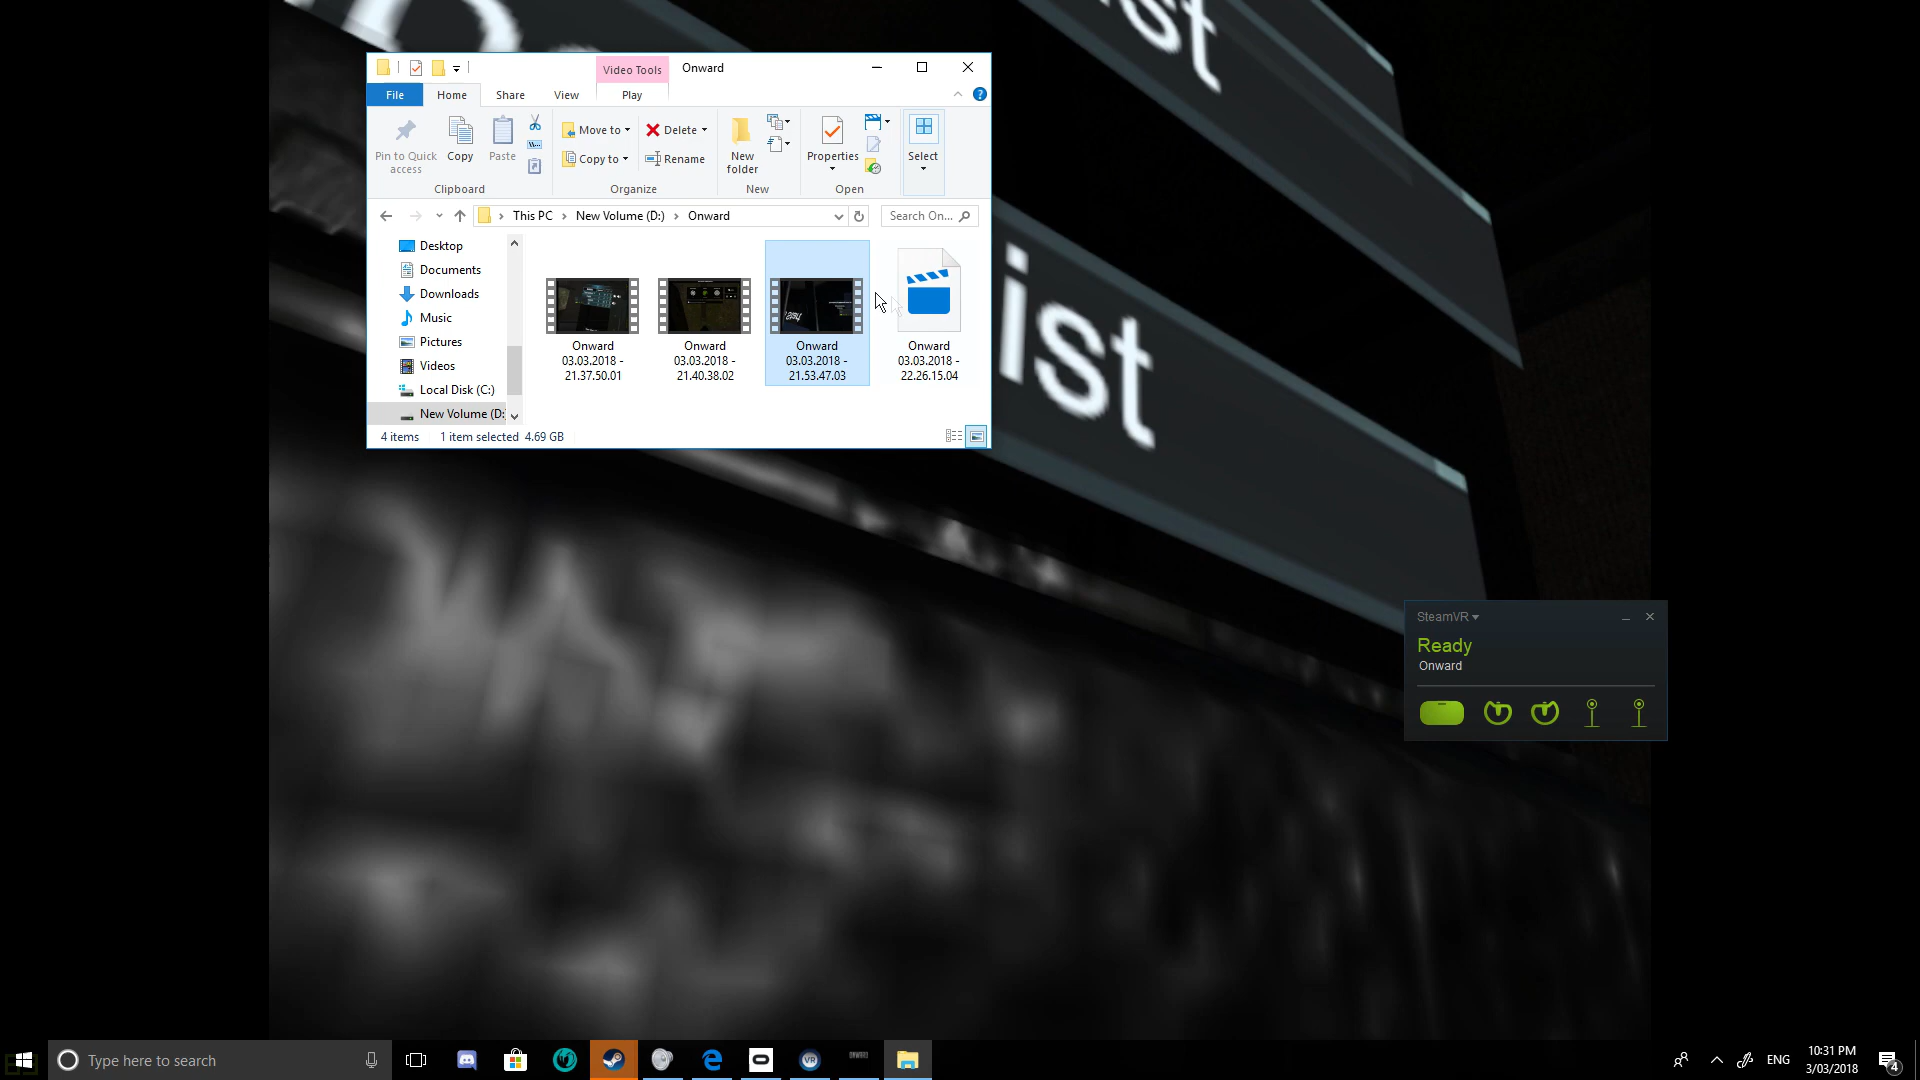 ist
Video Tools
Onward
File
Home
Share
View
Play
Pin to Quick
access
Copy
Paste
Move to
Copy to
Delete
Rename
New
folder
Properties
Select
Clipboard
Organize
New
Open
This PC
New Volume (D:)
Onward
Search On...
Desktop
Documents
Downloads
Music
Pictures
Videos
Local Disk (C:)
New Volume (D:
Onward
03.03.2018 -
21.37.50.01
Onward
03.03.2018 -
21.40.38.02
Onward
03.03.2018 -
21.53.47.03
Onward
03.03.2018 -
22.26.15.04
4 items
1 item selected 4.69 GB
ist
SteamVR
Ready
Onward
Type here to search
VR
ONWARD
ENG
10:31 PM
3/03/2018
4